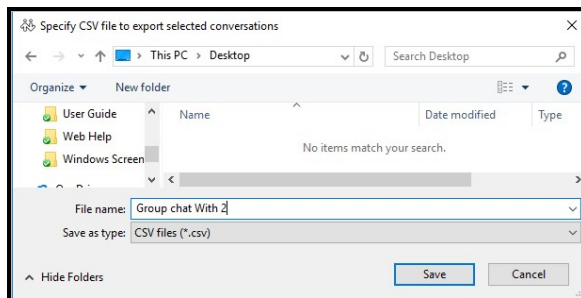 Specify CSV file to export selected conversations
This PC > Desktop
Search Desktop
Organize
New folder
User Guide
Web Help
Windows Screen
Name
Date modified
Type
No items match your search.
File name: Group chat With 2
Save as type: CSV files (*.csv)
Hide Folders
Save
Cancel